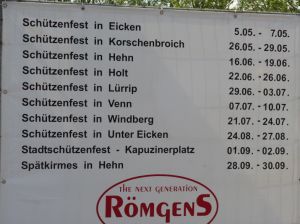 Schützenfest in Eicken 5.05. - 7.05.
Schützenfest in Korschenbroich 26.05. - 29.05.
Schützenfest in Hehn 16.06. - 19.06.
Schützenfest in Holt 22.06. - 26.06.
Schützenfest in Lürrip 29.06. - 03.07.
Schützenfest in Venn 07.07. - 10.07.
Schützenfest in Windberg 21.07. - 24.07.
Schützenfest in Unter Eicken 24.08. - 27.08.
Stadtschützenfest - Kapuzinerplatz 01.09. - 02.09.
Spätkirmes in Hehn 28.09. - 30.09.
THE NEXT GENERATION
RÖMGENS